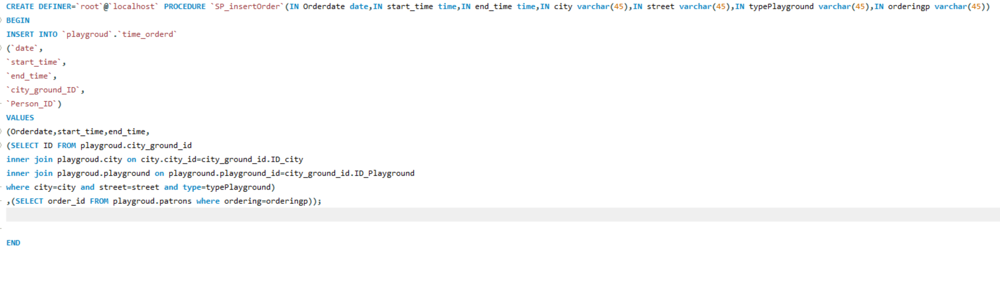 CREATE DEFINER=`root`@`localhost` PROCEDURE `SP_insertOrder`(IN Orderdate date,IN start_time time,IN end_time time,IN city varchar(45),IN street varchar(45),IN typePlayground varchar(45),IN orderingp varchar(45))
BEGIN
INSERT INTO `playgroud`.`time_orderd`
(`date`,
`start_time`,
`end_time`,
`city_ground_ID`,
`Person_ID`)
VALUES
(Orderdate,start_time,end_time,
(SELECT ID FROM playgroud.city_ground_id
inner join playgroud.city on city.city_id=city_ground_id.ID_city
inner join playgroud.playground on playground.playground_id=city_ground_id.ID_Playground
where city=city and street=street and type=typePlayground)
,(SELECT order_id FROM playgroud.patrons where ordering=orderingp));
END